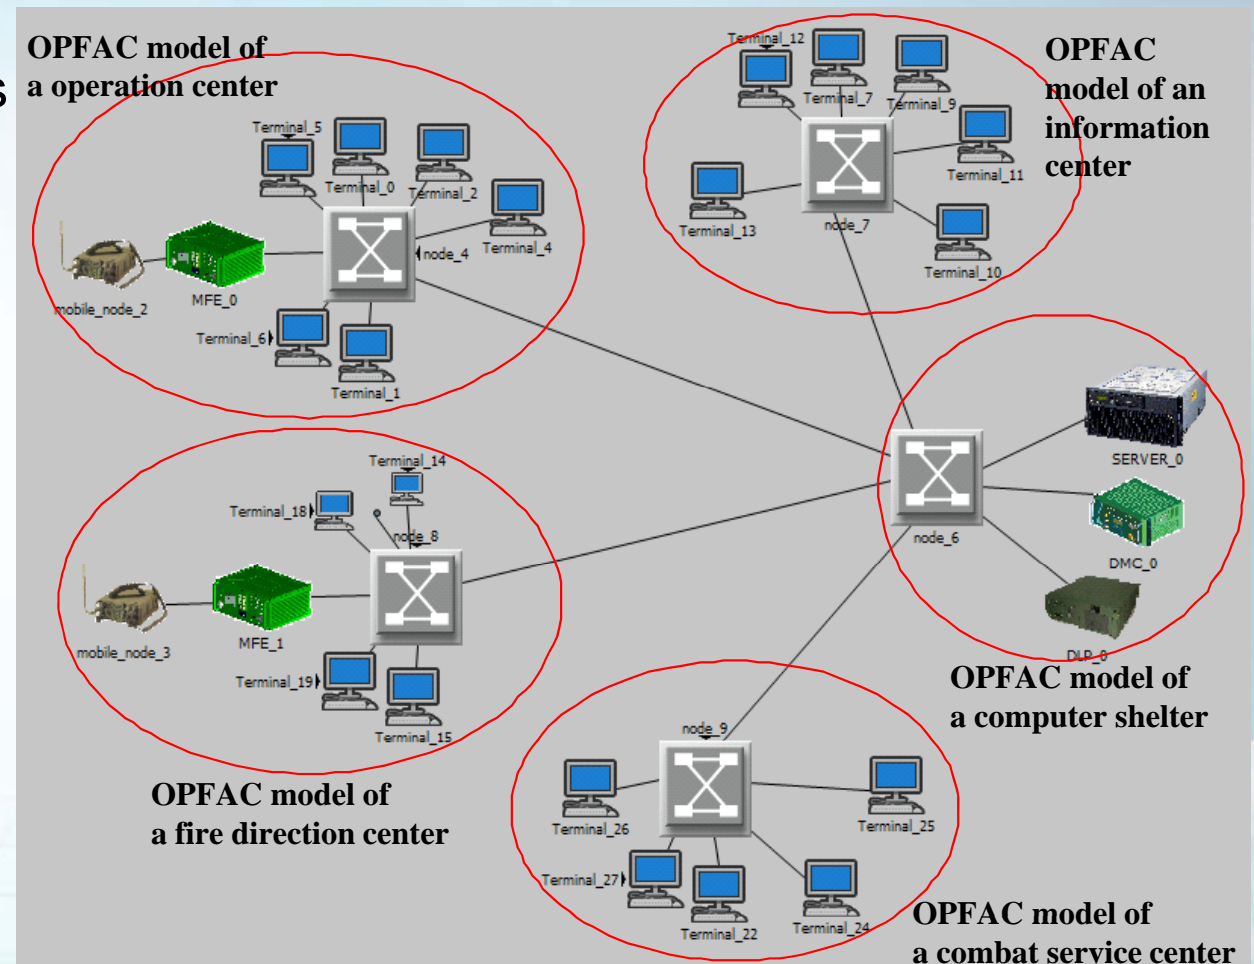 s
OPFAC model of
a operation center
Terminal_5
Terminal_0
Terminal_2
Terminal_4
node_4
mobile_node_2
MFE_0
Terminal_6
Terminal_1
Terminal_12
Terminal_7
Terminal_9
Terminal_11
Terminal_13
node_7
Terminal_10
OPFAC
model of an
information
center
Terminal_14
Terminal_18
node_8
mobile_node_3
MFE_1
Terminal_19
Terminal_15
OPFAC model of
a fire direction center
node_6
SERVER_0
DMC_0
DLP_0
OPFAC model of
a computer shelter
node_9
Terminal_26
Terminal_25
Terminal_27
Terminal_22
Terminal_24
OPFAC model of
a combat service center